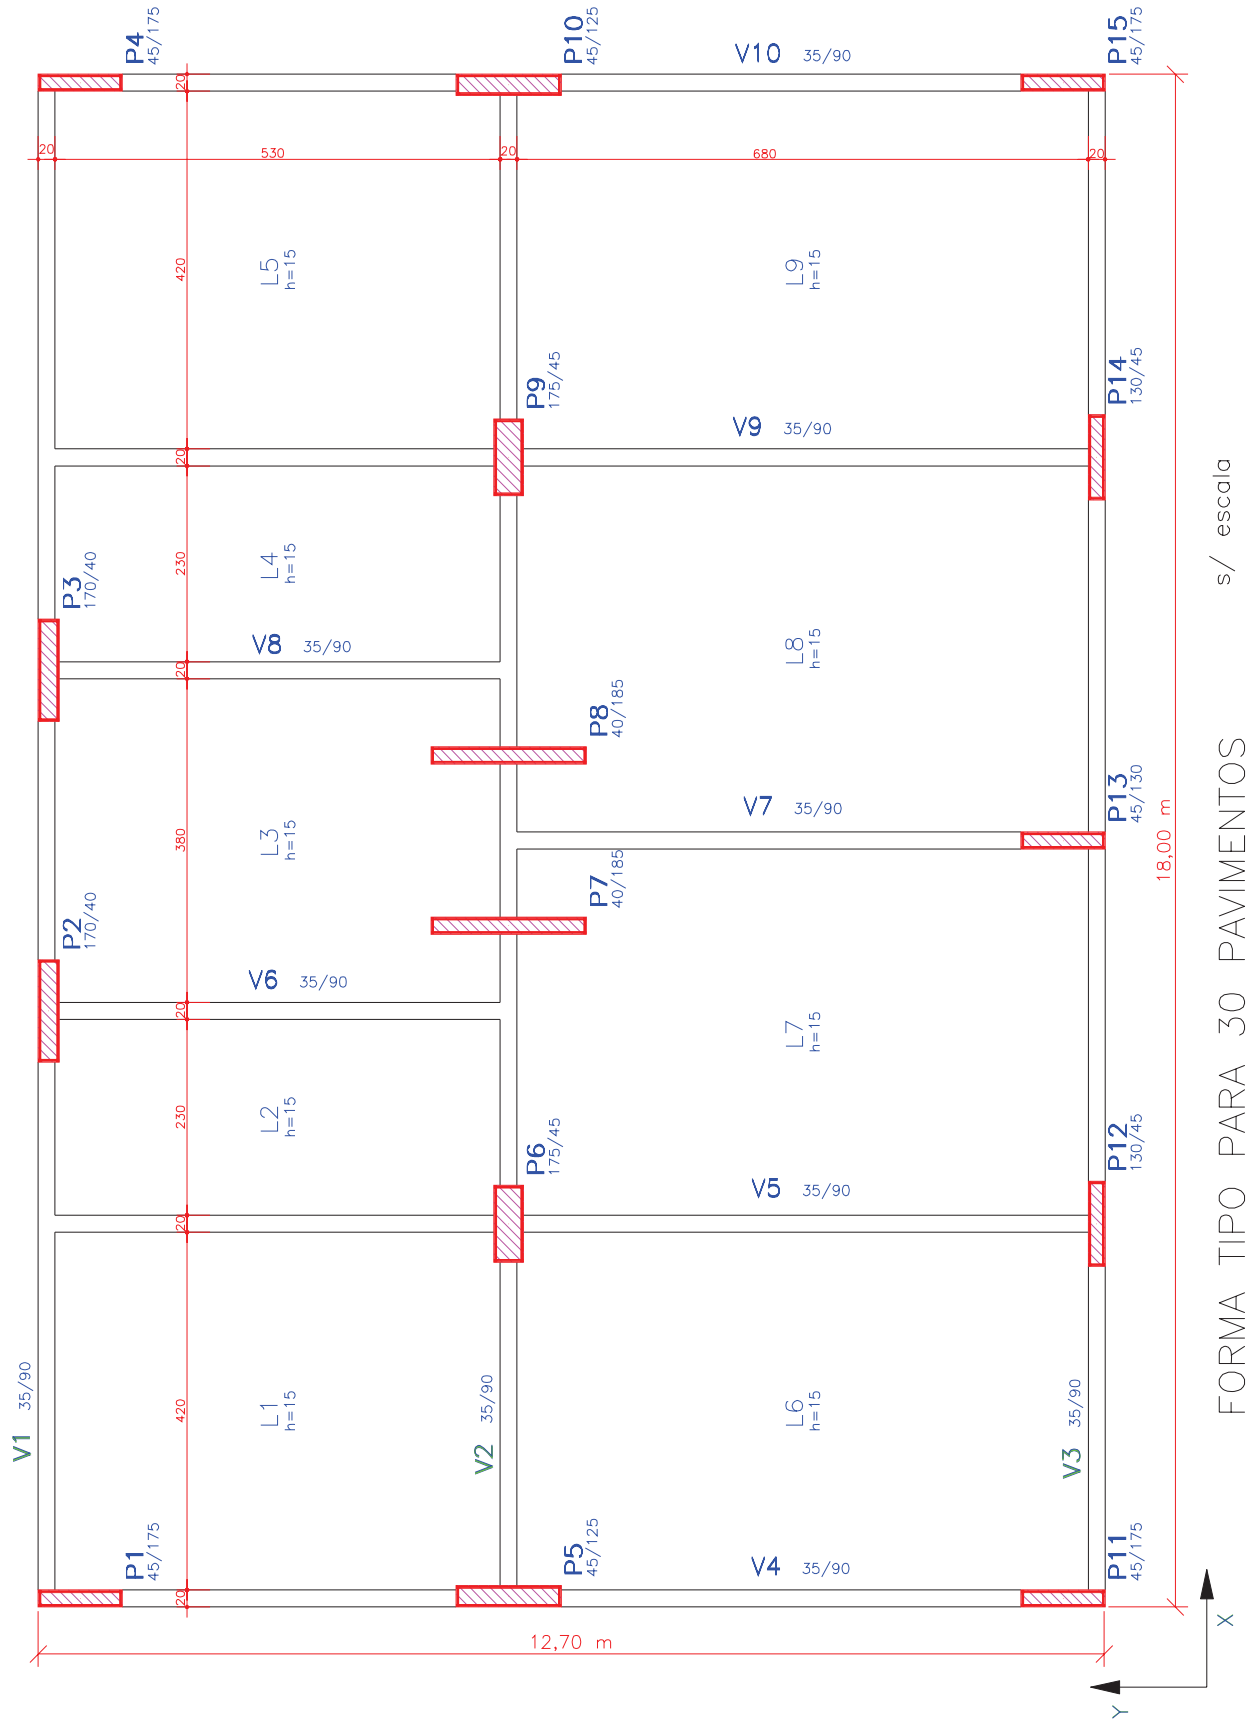 P4
45/175
P10
45/125
V10 35/90
P15
45/175
20
20
530
20
680
20
420
L5
h=15
L9
h=15
P9
175/45
P14
130/45
V9 35/90
20
P3
170/40
230
L4
h=15
V8 35/90
20
L8
h=15
P8
40/185
V7 35/90
P13
45/130
380
L3
h=15
P7
40/185
18,00 m
P2
170/40
V6 35/90
20
L7
h=15
230
L2
h=15
P6
175/45
P12
130/45
V5 35/90
20
V1 35/90
420
L1
h=15
V2 35/90
L6
h=15
V3 35/90
P1
45/175
P5
45/125
V4 35/90
P11
45/175
20
12,70 m
X
Y
FORMA TIPO PARA 30 PAVIMENTOS s/ escala